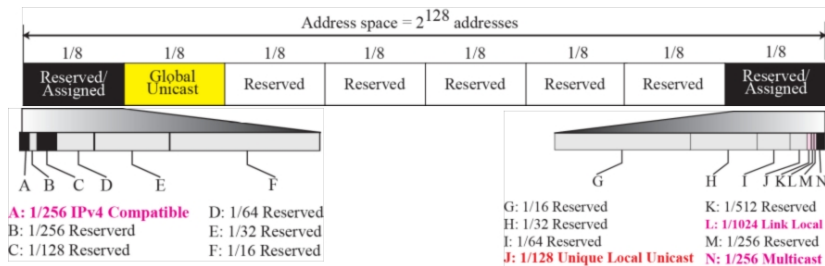 Address space = 2^128 addresses
1/8 1/8 1/8 1/8 1/8 1/8 1/8 1/8
Reserved/ Assigned Global Unicast Reserved Reserved Reserved Reserved Reserved Reserved/ Assigned
A B C D E F
G H I J K L M N
A: 1/256 IPv4 Compatible D: 1/64 Reserved
B: 1/256 Reserverd E: 1/32 Reserved
C: 1/128 Reserved F: 1/16 Reserved
G: 1/16 Reserved K: 1/512 Reserved
H: 1/32 Reserved L: 1/1024 Link Local
I: 1/64 Reserved M: 1/256 Reserved
J: 1/128 Unique Local Unicast N: 1/256 Multicast